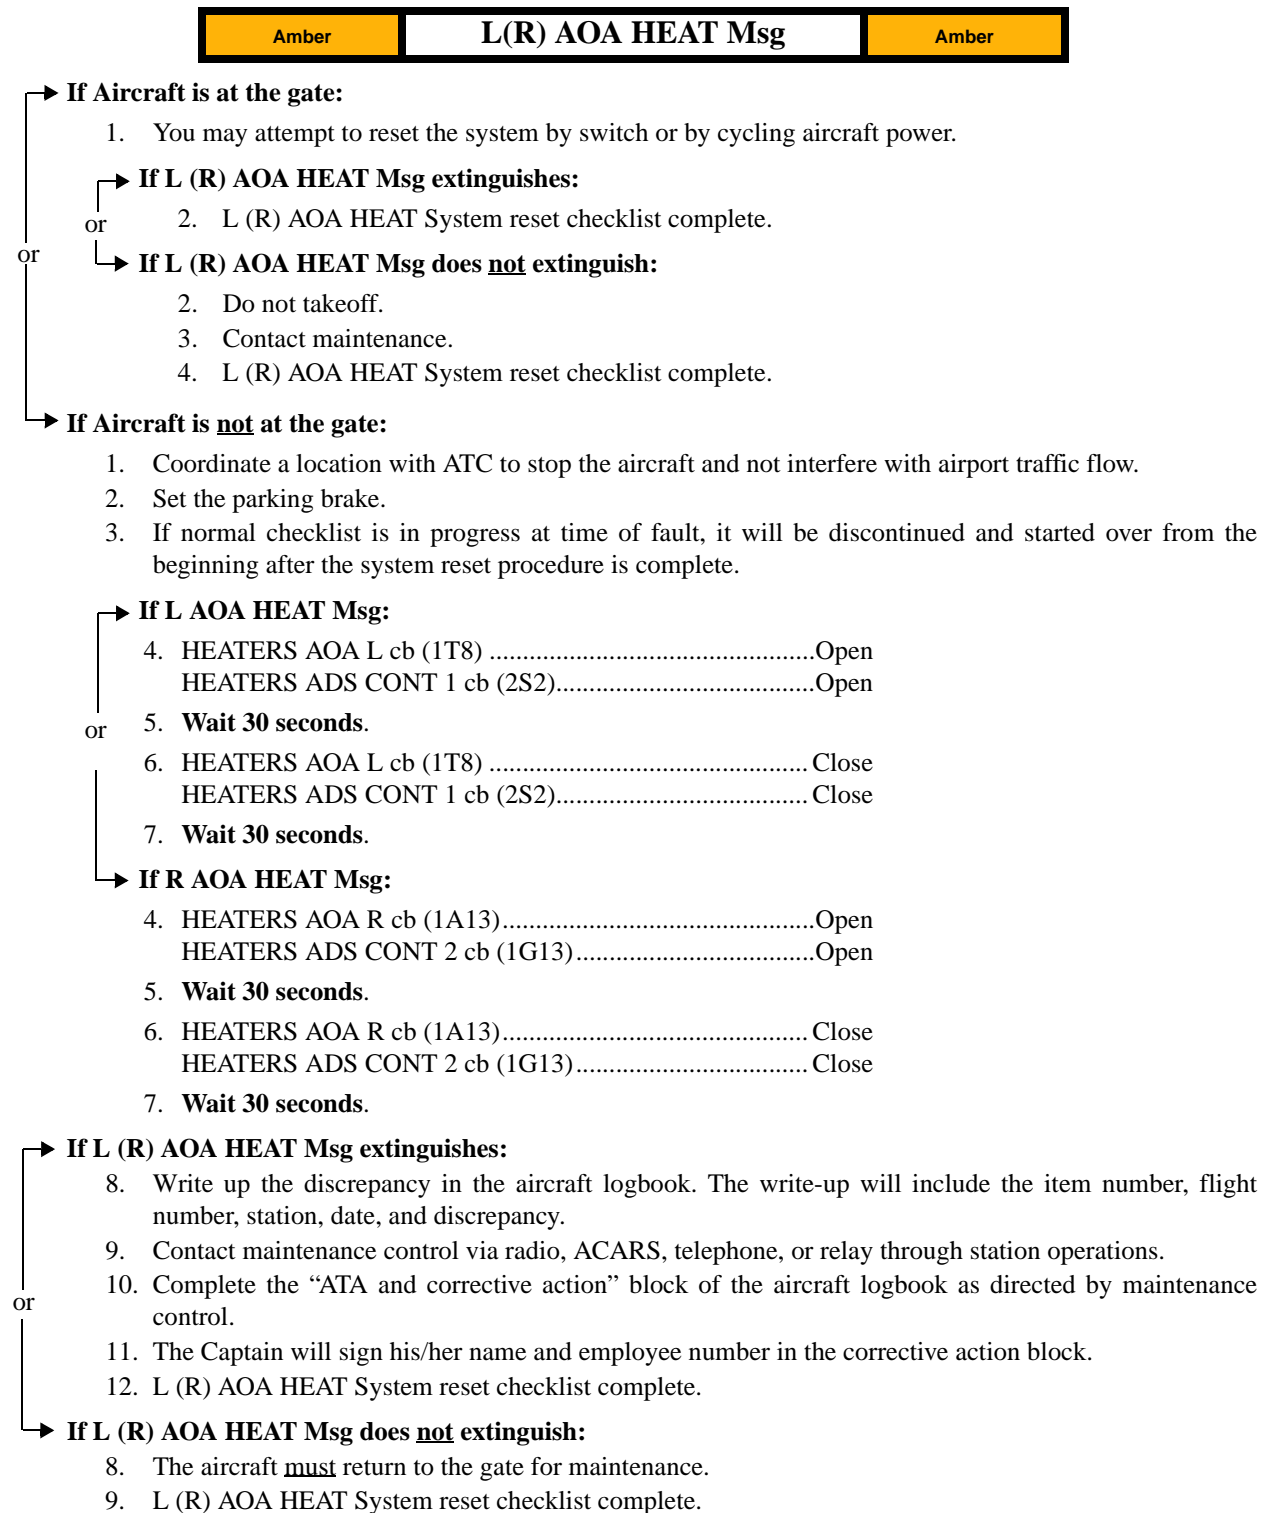 Amber L(R) AOA HEAT Msg Amber
If Aircraft is at the gate:
1. You may attempt to reset the system by switch or by cycling aircraft power.
If L (R) AOA HEAT Msg extinguishes:
or
2. L (R) AOA HEAT System reset checklist complete.
or
If L (R) AOA HEAT Msg does not extinguish:
2. Do not takeoff.
3. Contact maintenance.
4. L (R) AOA HEAT System reset checklist complete.
If Aircraft is not at the gate:
1. Coordinate a location with ATC to stop the aircraft and not interfere with airport traffic flow.
2. Set the parking brake.
3. If normal checklist is in progress at time of fault, it will be discontinued and started over from the
beginning after the system reset procedure is complete.
If L AOA HEAT Msg:
4. HEATERS AOA L cb (1T8) ................................................Open
HEATERS ADS CONT 1 cb (2S2).......................................Open
or
5. Wait 30 seconds.
6. HEATERS AOA L cb (1T8) ................................................Close
HEATERS ADS CONT 1 cb (2S2)......................................Close
7. Wait 30 seconds.
If R AOA HEAT Msg:
4. HEATERS AOA R cb (1A13)...............................................Open
HEATERS ADS CONT 2 cb (1G13)....................................Open
5. Wait 30 seconds.
6. HEATERS AOA R cb (1A13)..............................................Close
HEATERS ADS CONT 2 cb (1G13)...................................Close
7. Wait 30 seconds.
If L (R) AOA HEAT Msg extinguishes:
8. Write up the discrepancy in the aircraft logbook. The write-up will include the item number, flight
number, station, date, and discrepancy.
9. Contact maintenance control via radio, ACARS, telephone, or relay through station operations.
10. Complete the “ATA and corrective action” block of the aircraft logbook as directed by maintenance
or
control.
11. The Captain will sign his/her name and employee number in the corrective action block.
12. L (R) AOA HEAT System reset checklist complete.
If L (R) AOA HEAT Msg does not extinguish:
8. The aircraft must return to the gate for maintenance.
9. L (R) AOA HEAT System reset checklist complete.